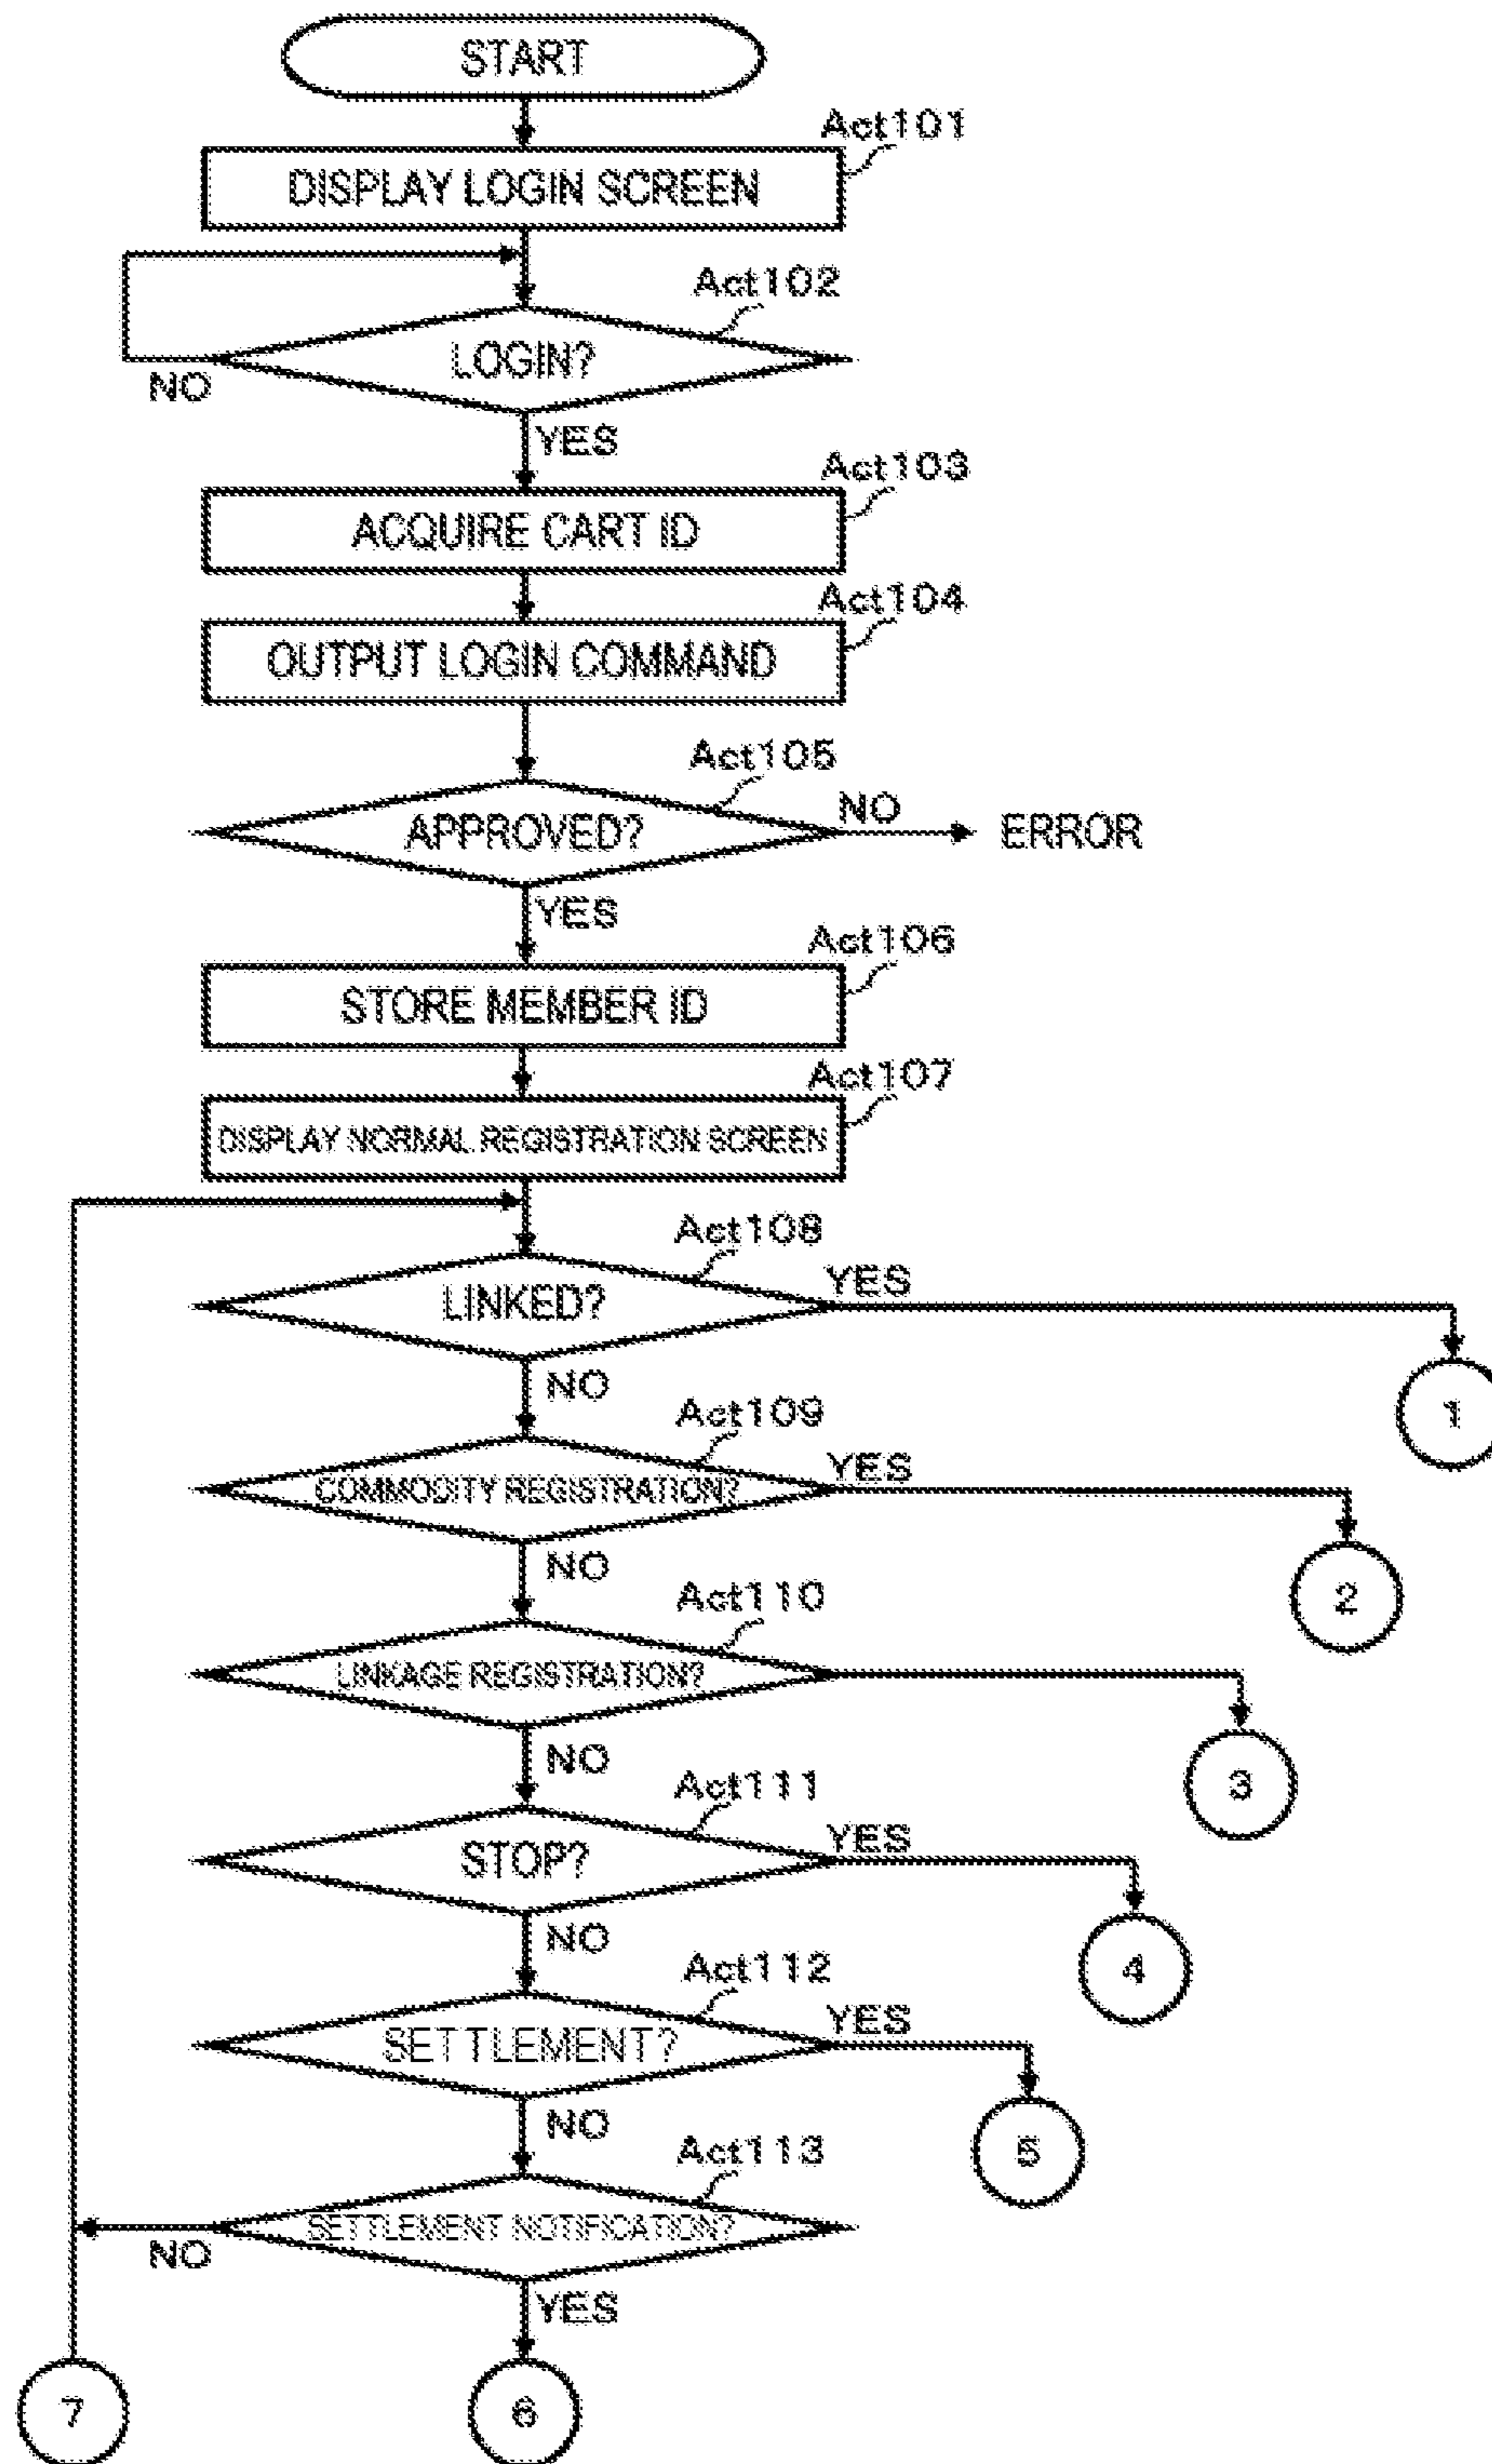 START
Act101
DISPLAY LOGIN SCREEN
Act102
LOGIN?
NO
YES
Act103
ACQUIRE CART ID
Act104
OUTPUT LOGIN COMMAND
Act105
APPROVED?
NO
ERROR
YES
Act106
STORE MEMBER ID
Act107
DISPLAY NORMAL REGISTRATION SCREEN
Act108
LINKED?
YES
1
NO
Act109
COMMODITY REGISTRATION?
YES
2
NO
Act110
LINKAGE REGISTRATION?
3
NO
Act111
STOP?
YES
4
NO
Act112
SETTLEMENT?
YES
5
NO
Act113
SETTLEMENT NOTIFICATION?
NO
YES
7
6